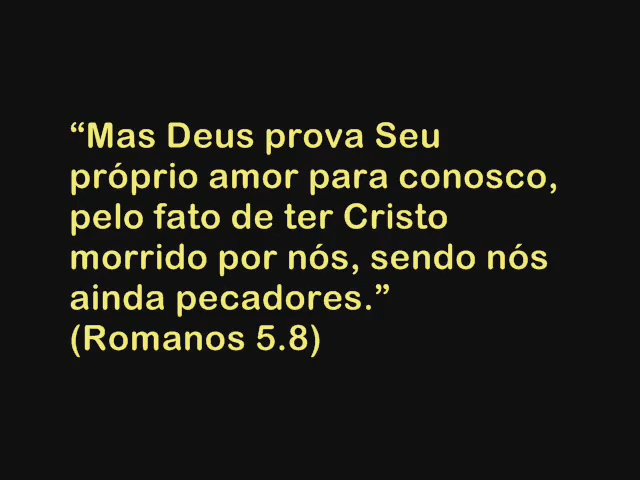 “Mas Deus prova Seu
próprio amor para conosco,
pelo fato de ter Cristo
morrido por nós, sendo nós
ainda pecadores.”
(Romanos 5.8)